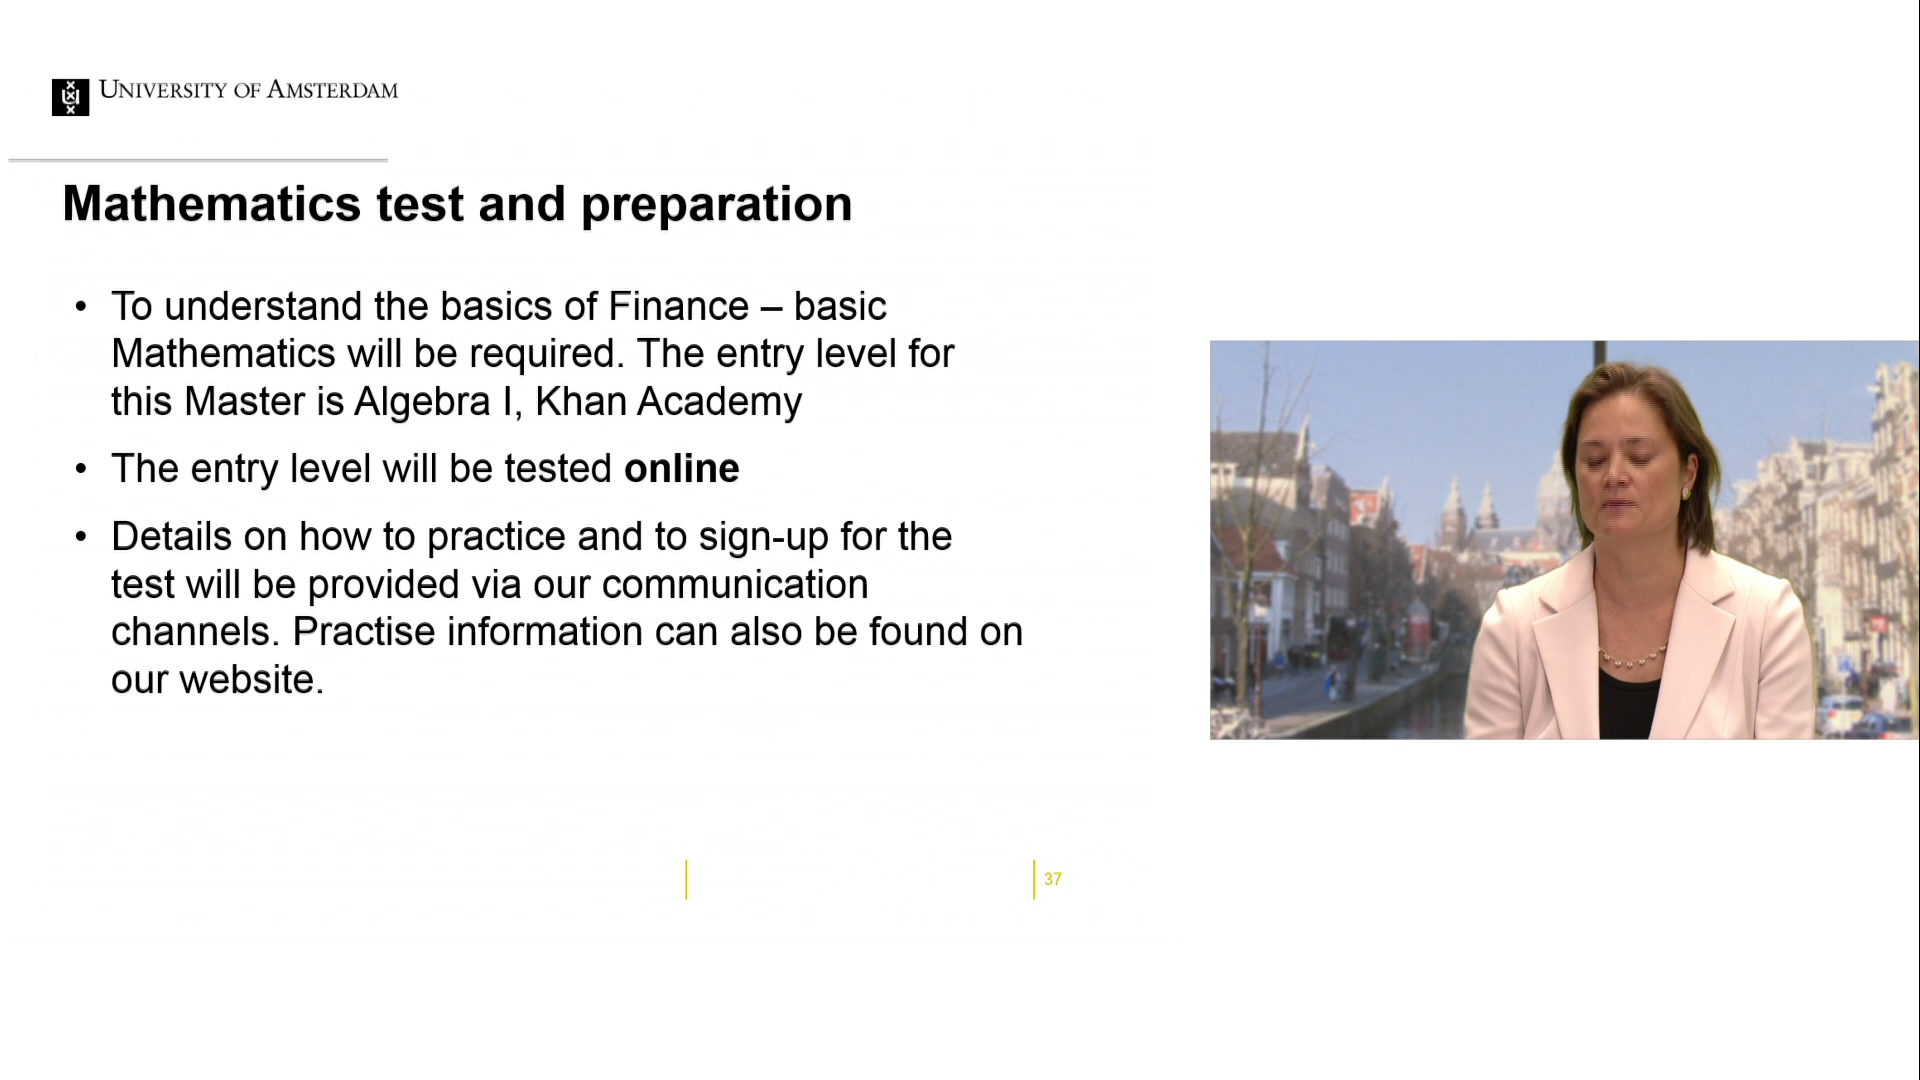 UNIVERSITY OF AMSTERDAM
Mathematics test and preparation
• To understand the basics of Finance – basic
Mathematics will be required. The entry level for
this Master is Algebra I, Khan Academy
• The entry level will be tested online
• Details on how to practice and to sign-up for the
test will be provided via our communication
channels. Practise information can also be found on
our website.
37